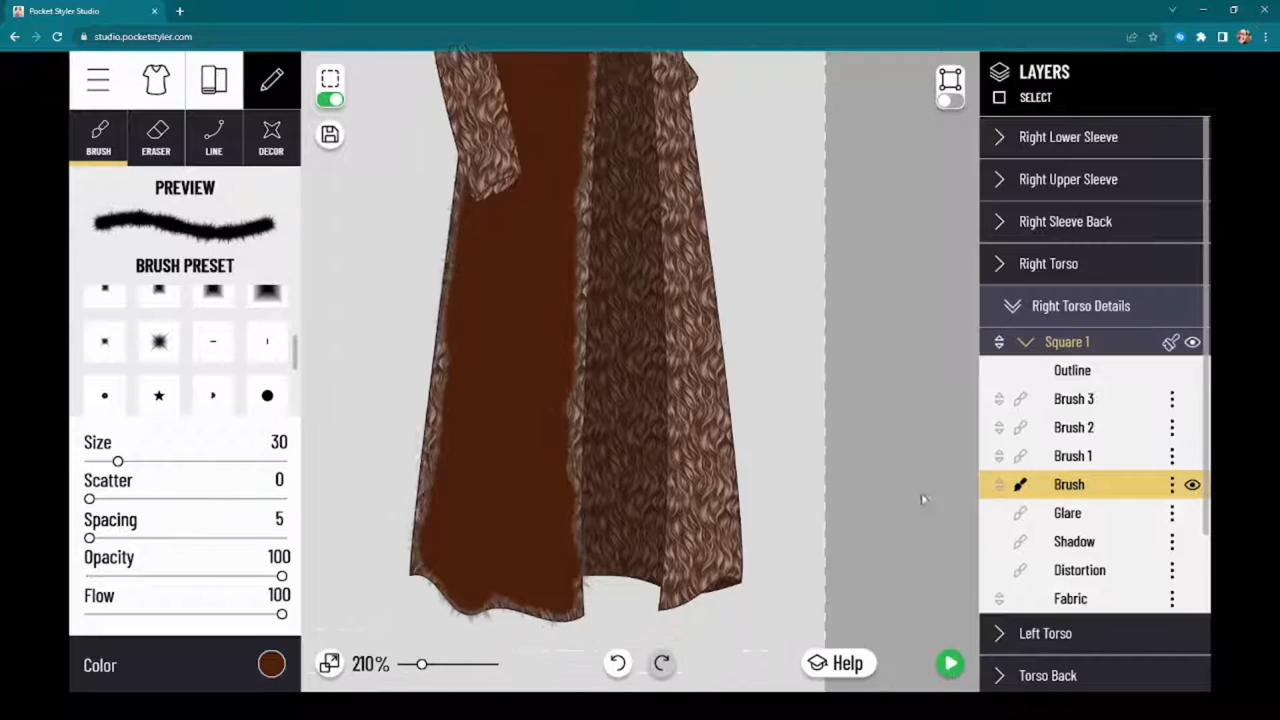 Pocket Styler Studio
studio.pocketstyler.com
BRUSH
ERASER
LINE
DECOR
PREVIEW
BRUSH PRESET
Size 30
Scatter 0
Spacing 5
Opacity 100
Flow 100
Color
210%
Help
LAYERS
SELECT
Right Lower Sleeve
Right Upper Sleeve
Right Sleeve Back
Right Torso
Right Torso Details
Square 1
Outline
Brush 3
Brush 2
Brush 1
Brush
Glare
Shadow
Distortion
Fabric
Left Torso
Torso Back